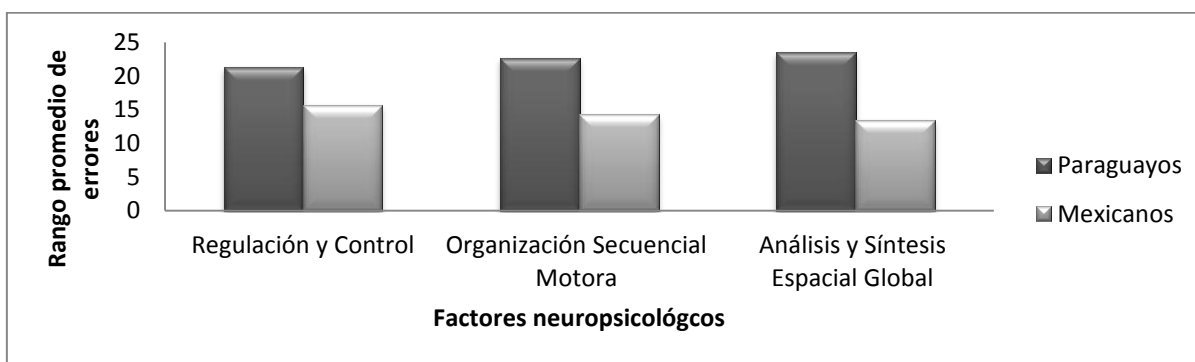 Rango promedio de
errores
25
20
15
10
5
0
Regulación y Control
Organización Secuencial
Motora
Análisis y Síntesis
Espacial Global
Factores neuropsicológcos
Paraguayos
Mexicanos